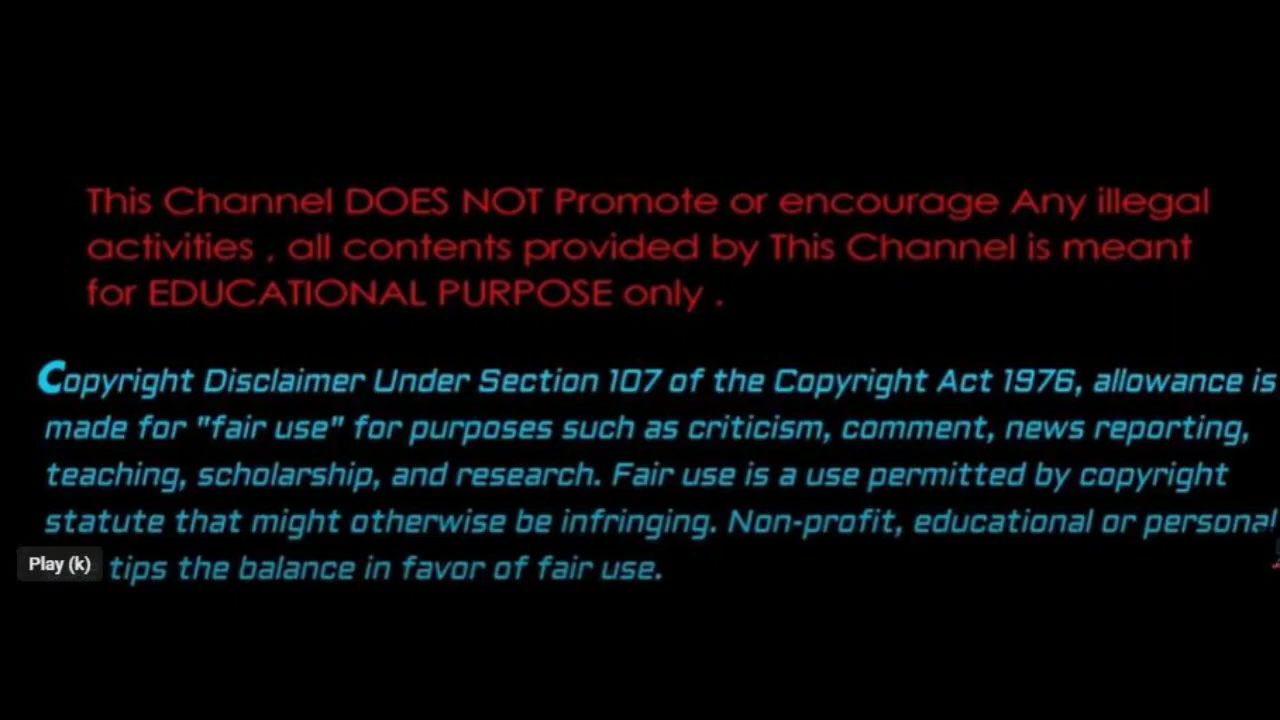 This Channel DOES NOT Promote or encourage Any illegal
activities , all contents provided by This Channel is meant
for EDUCATIONAL PURPOSE only .
Copyright Disclaimer Under Section 107 of the Copyright Act 1976, allowance is
made for "fair use" for purposes such as criticism, comment, news reporting,
teaching, scholarship, and research. Fair use is a use permitted by copyright
statute that might otherwise be infringing. Non-profit, educational or personal
Play (k) tips the balance in favor of fair use.